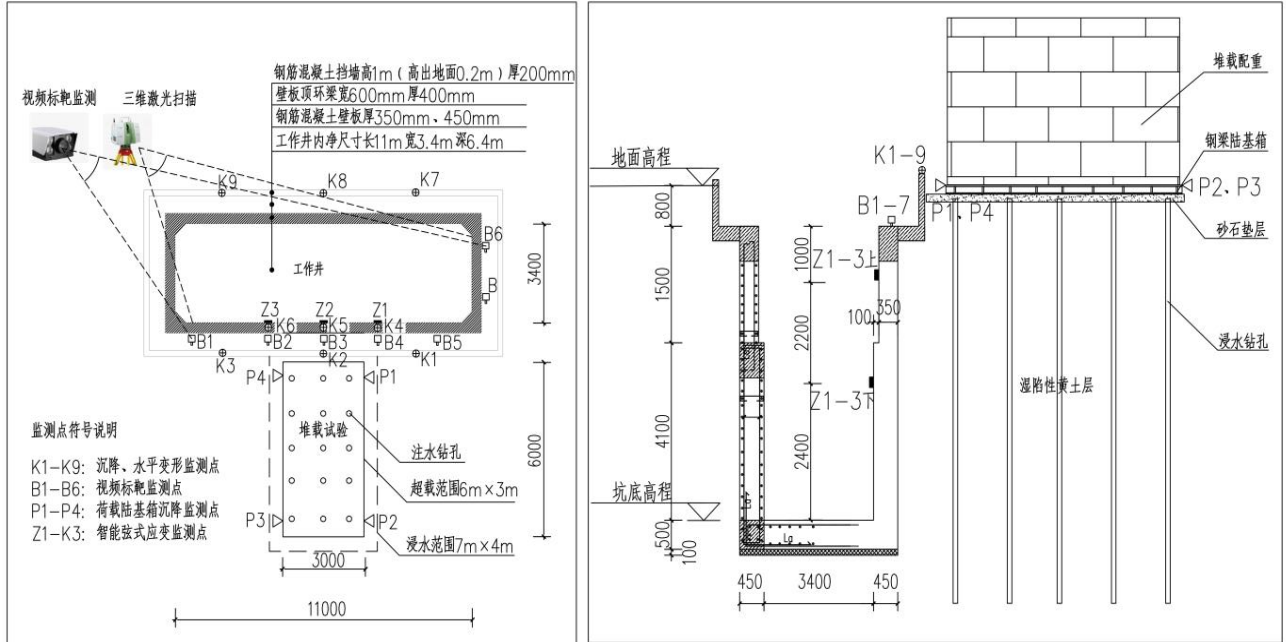 钢筋混凝土挡墙高1m（高出地面0.2m）厚200mm
壁板顶环梁宽600mm厚400mm
钢筋混凝土壁板厚350mm、450mm
工作井内净尺寸长11m宽3.4m深6.4m
视频标靶监测
三维激光扫描
K9
K8
K7
B6
工作井
3400
B
Z3
Z2
Z1
K6
K5
K4
B1
B2
B3
B4
B5
K3
K2
K1
P4
P1
堆载试验
注水钻孔
6000
超载范围6m×3m
P3
P2
浸水范围7m×4m
3000
11000
监测点符号说明
K1-K9: 沉降、水平变形监测点
B1-B6: 视频标靶监测点
P1-P4: 荷载陆基箱沉降监测点
Z1-K3: 智能弦式应变监测点
堆载配重
地面高程
K1-9
钢梁陆基箱
P2、P3
800
B1-7
P1、P4
砂石垫层
Z1-3上
1000
1500
350
100
2200
浸水钻孔
湿陷性黄土层
Z1-3下
4100
2400
坑底高程
La
La
500
100
450
3400
450